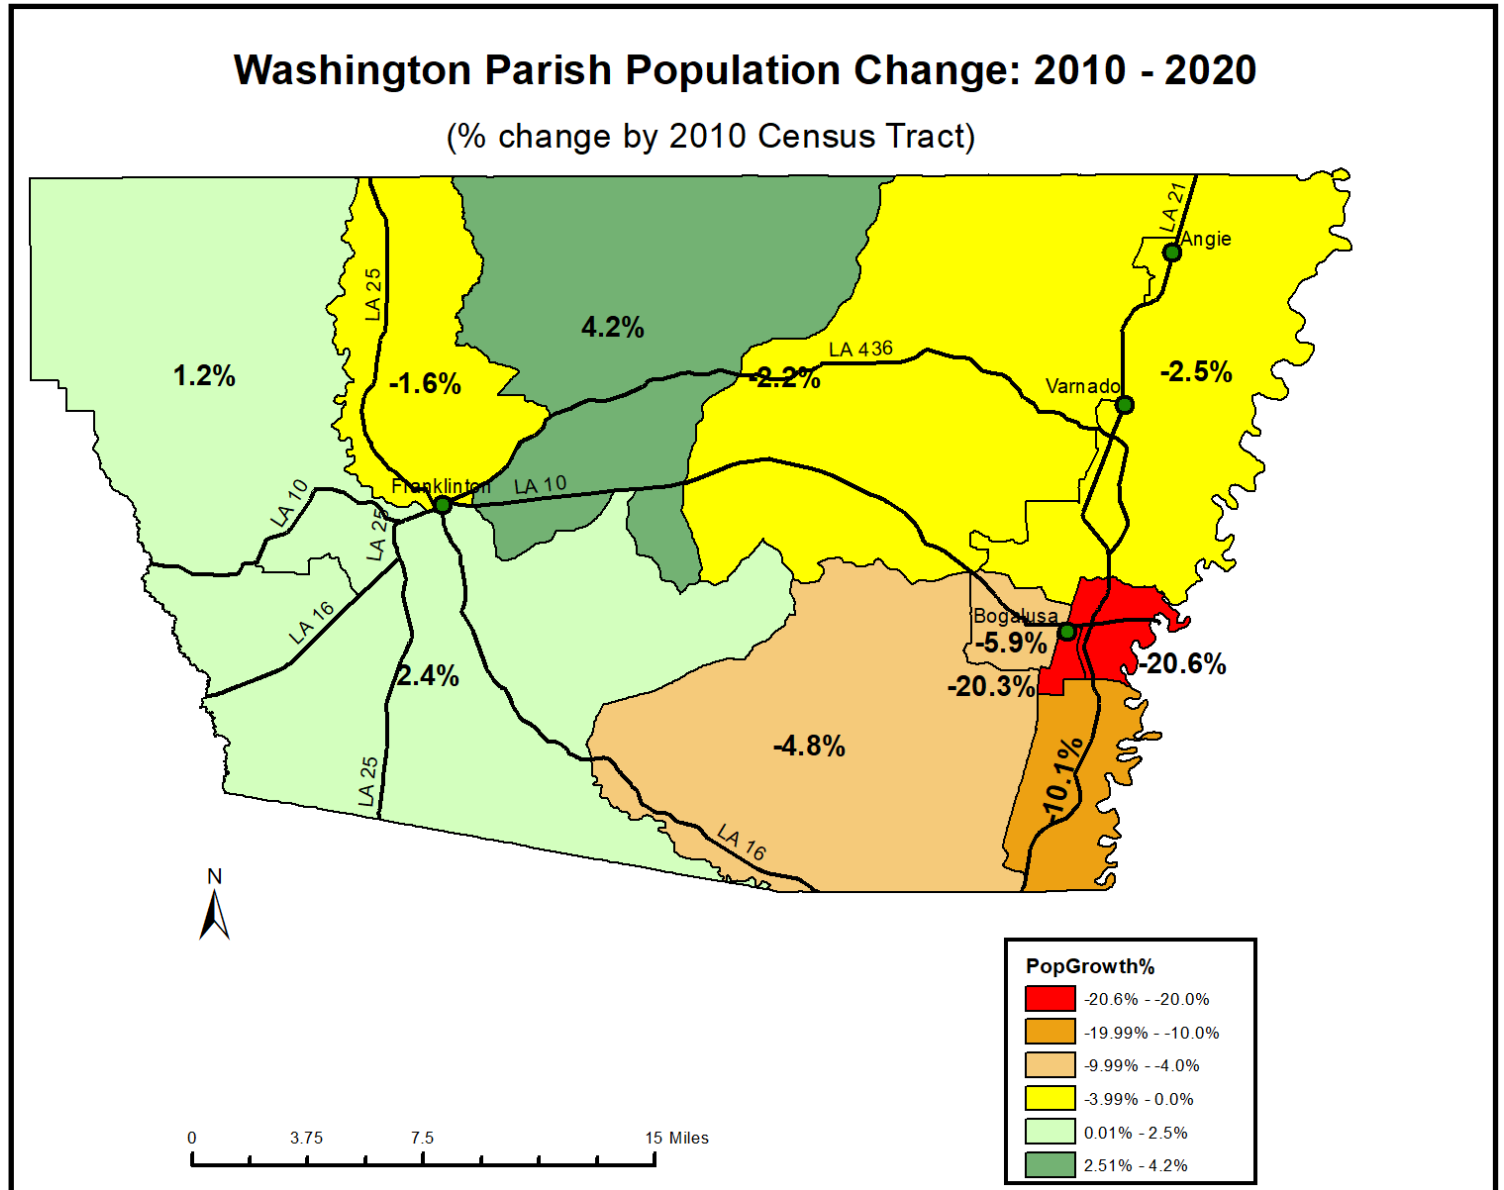 Washington Parish Population Change: 2010 - 2020
(% change by 2010 Census Tract)
LA 21
Angie
LA 25
4.2%
LA 436
1.2%
-1.6%
-2.2%
-2.5%
Varnado
Franklinton
LA 10
LA 10
LA 25
LA 16
Bogalusa
-5.9%
-20.6%
2.4%
-20.3%
-4.8%
-10.1%
LA 25
LA 16
N
PopGrowth%
-20.6% - -20.0%
-19.99% - -10.0%
-9.99% - -4.0%
-3.99% - 0.0%
0.01% - 2.5%
2.51% - 4.2%
0 3.75 7.5 15 Miles